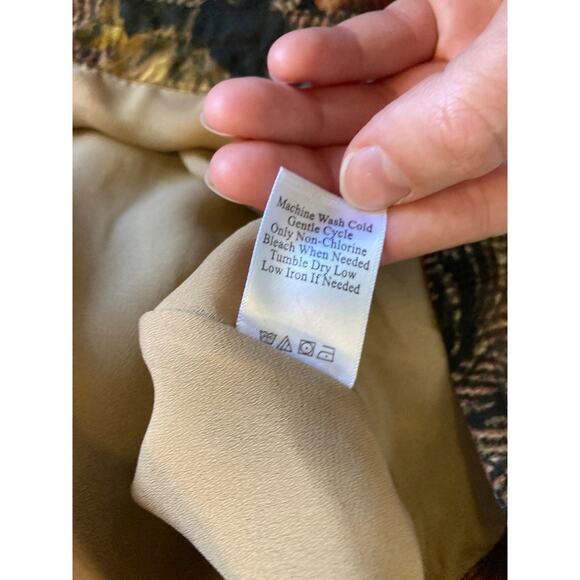 Machine Wash Cold
Gentle Cycle
Only Non-Chlorine
Bleach When Needed
Tumble Dry Low
Low Iron If Needed